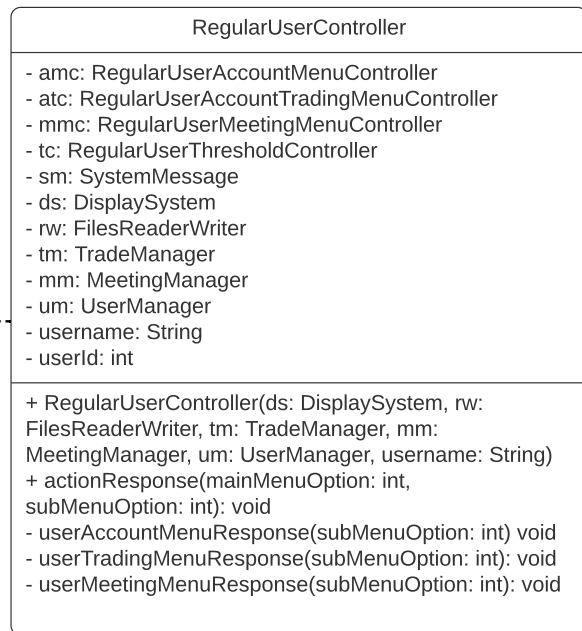 RegularUserController
- amc: RegularUserAccountMenuController
- atc: RegularUserAccountTradingMenuController
- mmc: RegularUserMeetingMenuController
- tc: RegularUserThresholdController
- sm: SystemMessage
- ds: DisplaySystem
- rw: FilesReaderWriter
- tm: TradeManager
- mm: MeetingManager
- um: UserManager
- username: String
- userId: int
+ RegularUserController(ds: DisplaySystem, rw:
FilesReaderWriter, tm: TradeManager, mm:
MeetingManager, um: UserManager, username: String)
+ actionResponse(mainMenuOption: int,
subMenuOption: int): void
- userAccountMenuResponse(subMenuOption: int) void
- userTradingMenuResponse(subMenuOption: int): void
- userMeetingMenuResponse(subMenuOption: int): void